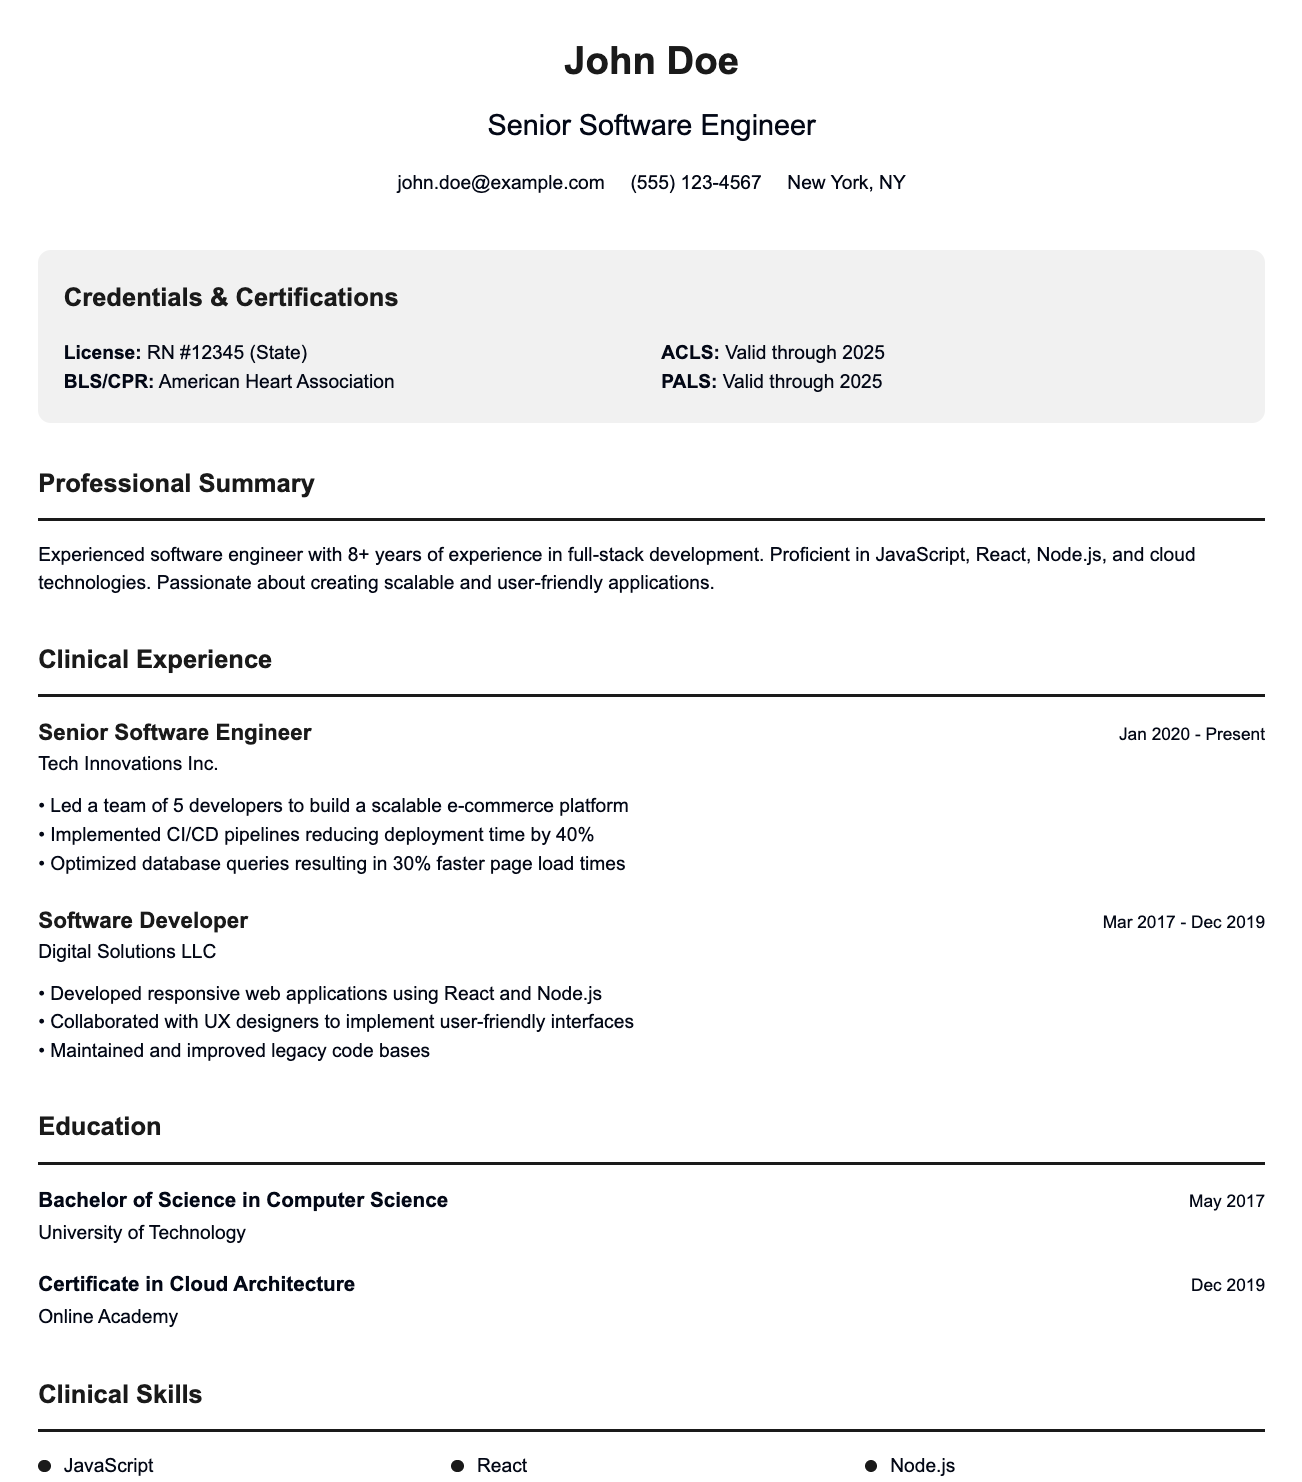 John Doe
Senior Software Engineer
john.doe@example.com (555) 123-4567 New York, NY
Credentials & Certifications
License: RN #12345 (State) ACLS: Valid through 2025
BLS/CPR: American Heart Association PALS: Valid through 2025
Professional Summary
Experienced software engineer with 8+ years of experience in full-stack development. Proficient in JavaScript, React, Node.js, and cloud
technologies. Passionate about creating scalable and user-friendly applications.
Clinical Experience
Senior Software Engineer Jan 2020 - Present
Tech Innovations Inc.
• Led a team of 5 developers to build a scalable e-commerce platform
• Implemented CI/CD pipelines reducing deployment time by 40%
• Optimized database queries resulting in 30% faster page load times
Software Developer Mar 2017 - Dec 2019
Digital Solutions LLC
• Developed responsive web applications using React and Node.js
• Collaborated with UX designers to implement user-friendly interfaces
• Maintained and improved legacy code bases
Education
Bachelor of Science in Computer Science May 2017
University of Technology
Certificate in Cloud Architecture Dec 2019
Online Academy
Clinical Skills
• JavaScript • React • Node.js